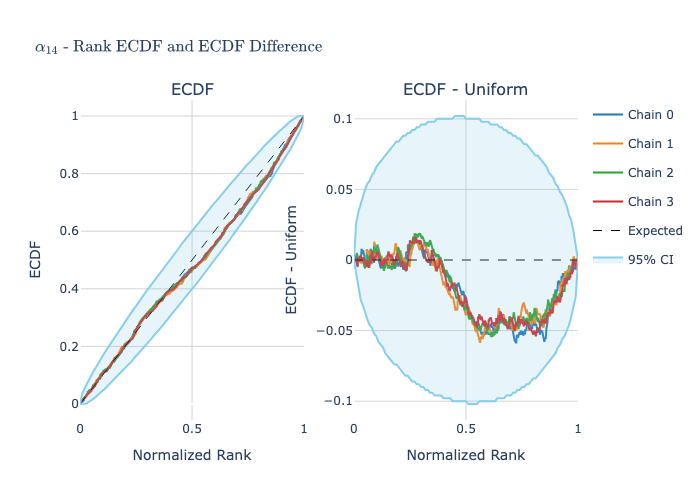 α₁₄ - Rank ECDF and ECDF Difference
ECDF
ECDF - Uniform
ECDF
1
0.8
0.6
0.4
0.2
0
0
0.5
1
Normalized Rank
ECDF - Uniform
0.1
0.05
0
−0.05
−0.1
0
0.5
1
Normalized Rank
Chain 0
Chain 1
Chain 2
Chain 3
Expected
95% CI